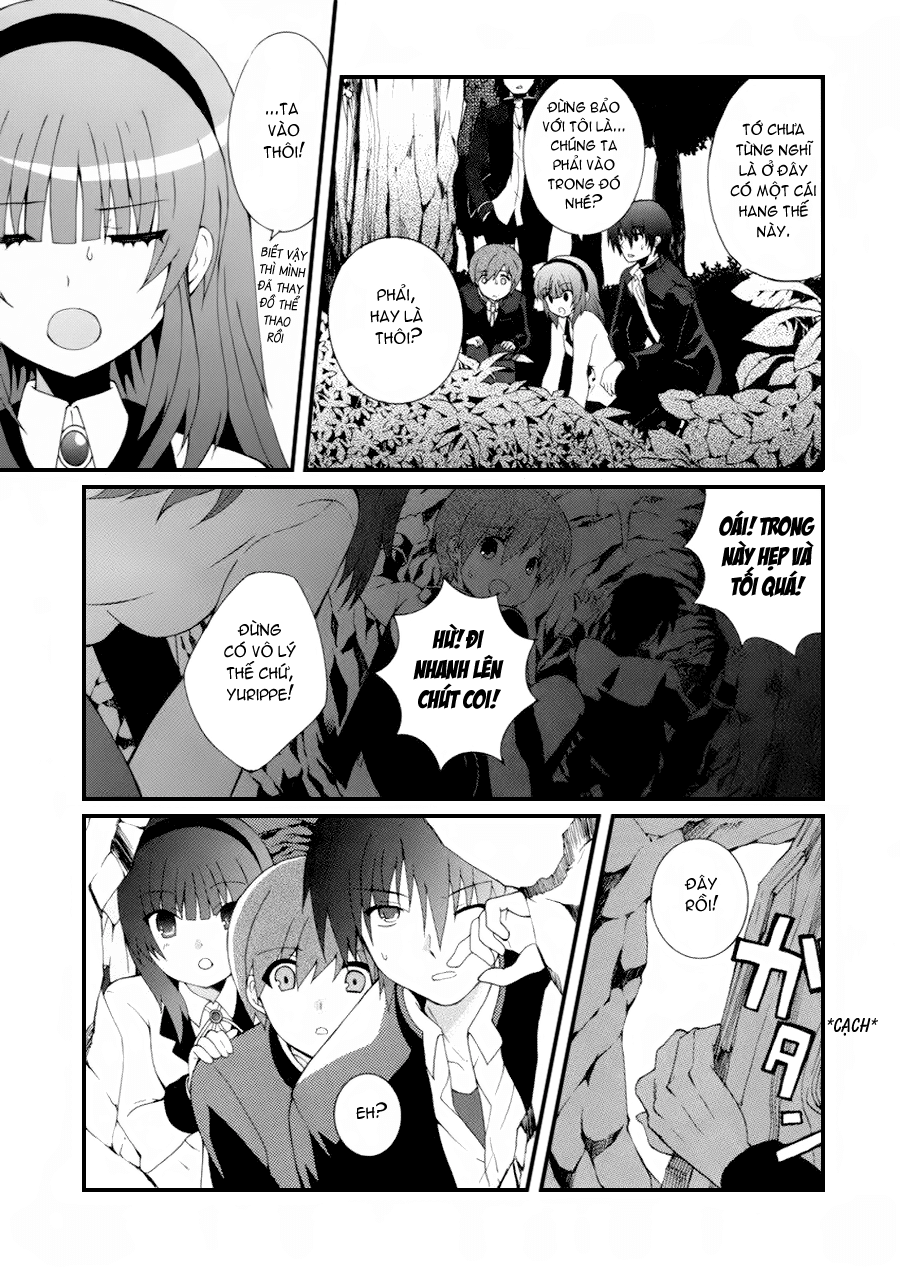 TỚ CHƯA
TỪNG NGHĨ
LÀ Ở ĐÂY
CÓ MỘT CÁI
HANG THẾ
NÀY.
ĐỪNG BẢO
VỚI TÔI LÀ...
CHÚNG TA
PHẢI VÀO
TRONG ĐÓ
NHÉ?
PHẢI,
HAY LÀ
THÔI?
...TA
VÀO
THÔI!
BIẾT VẬY
THÌ MÌNH
ĐÃ THAY
ĐỒ THỂ
THAO
RỒI
OÁI! TRONG
NÀY HẸP VÀ
TỐI QUÁ!
HỪ! ĐI
NHANH LÊN
CHÚT COI!
ĐỪNG
CÓ VÔ LÝ
THẾ CHỨ,
YURIPPE!
ĐÂY
RỒI!
ガタン
*CẠCH*
EH?